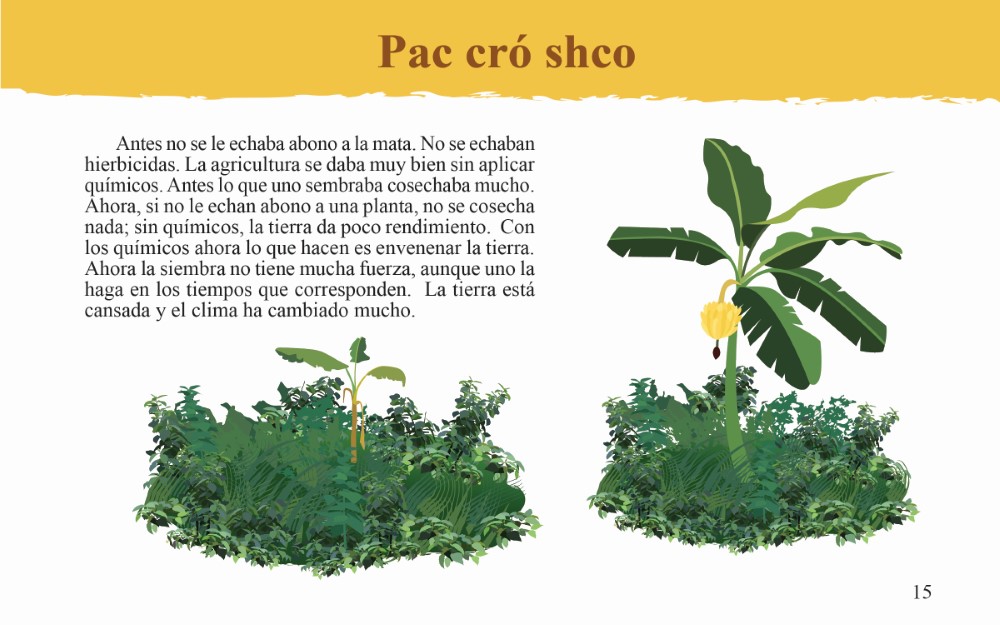 Pac cró shco
Antes no se le echaba abono a la mata. No se echaban
hierbicidas. La agricultura se daba muy bien sin aplicar
químicos. Antes lo que uno sembraba cosechaba mucho.
Ahora, si no le echan abono a una planta, no se cosecha
nada; sin químicos, la tierra da poco rendimiento. Con
los químicos ahora lo que hacen es envenenar la tierra.
Ahora la siembra no tiene mucha fuerza, aunque uno la
haga en los tiempos que corresponden. La tierra está
cansada y el clima ha cambiado mucho.
15